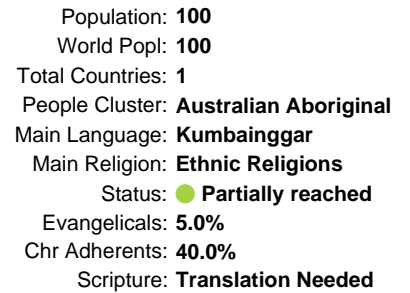 Population: 100
World Popl: 100
Total Countries: 1
People Cluster: Australian Aboriginal
Main Language: Kumbainggar
Main Religion: Ethnic Religions
Status: Partially reached
Evangelicals: 5.0%
Chr Adherents: 40.0%
Scripture: Translation Needed